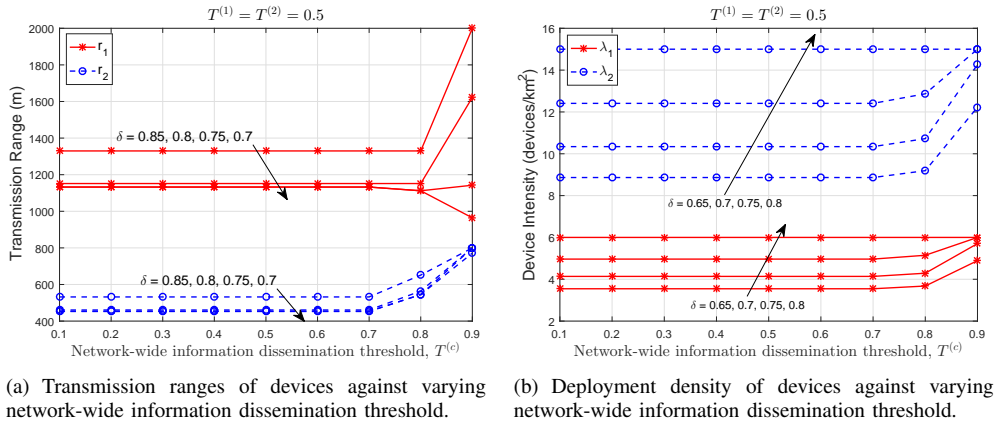 T^(1) = T^(2) = 0.5
Transmission Range (m)
2000
1800
1600
1400
1200
1000
800
600
400
r_1
r_2
δ = 0.85, 0.8, 0.75, 0.7
δ = 0.85, 0.8, 0.75, 0.7
0.1 0.2 0.3 0.4 0.5 0.6 0.7 0.8 0.9
Network-wide information dissemination threshold, T^(c)
(a) Transmission ranges of devices against varying
network-wide information dissemination threshold.
T^(1) = T^(2) = 0.5
Device Intensity (devices/km²)
16
14
12
10
8
6
4
2
λ_1
λ_2
δ = 0.65, 0.7, 0.75, 0.8
δ = 0.65, 0.7, 0.75, 0.8
0.1 0.2 0.3 0.4 0.5 0.6 0.7 0.8 0.9
Network-wide information dissemination threshold, T^(c)
(b) Deployment density of devices against varying
network-wide information dissemination threshold.